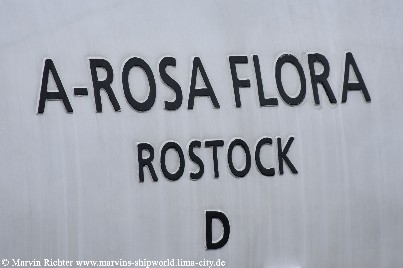 A-ROSA FLORA
ROSTOCK
D
© Marvin Richter www.marvins-shipworld.lima-city.de/